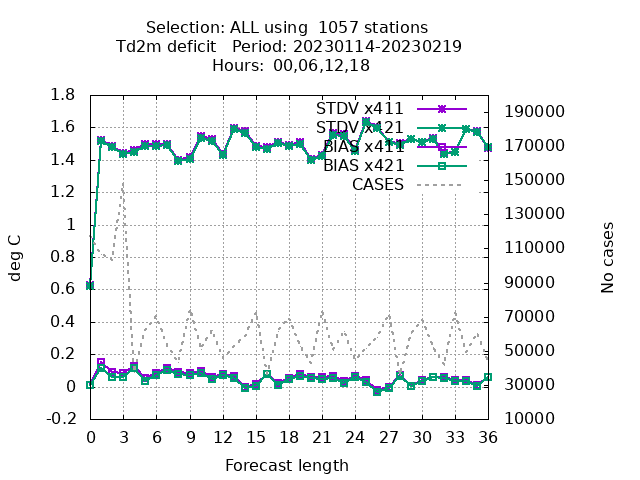 Selection: ALL using  1057 stations
Td2m deficit   Period: 20230114-20230219
Hours:  00,06,12,18
STDV x411
STDV x421
BIAS x411
BIAS x421
CASES
deg C
1.8
1.6
1.4
1.2
1
0.8
0.6
0.4
0.2
0
-0.2
No cases
190000
170000
150000
130000
110000
90000
70000
50000
30000
10000
0 3 6 9 12 15 18 21 24 27 30 33 36
Forecast length